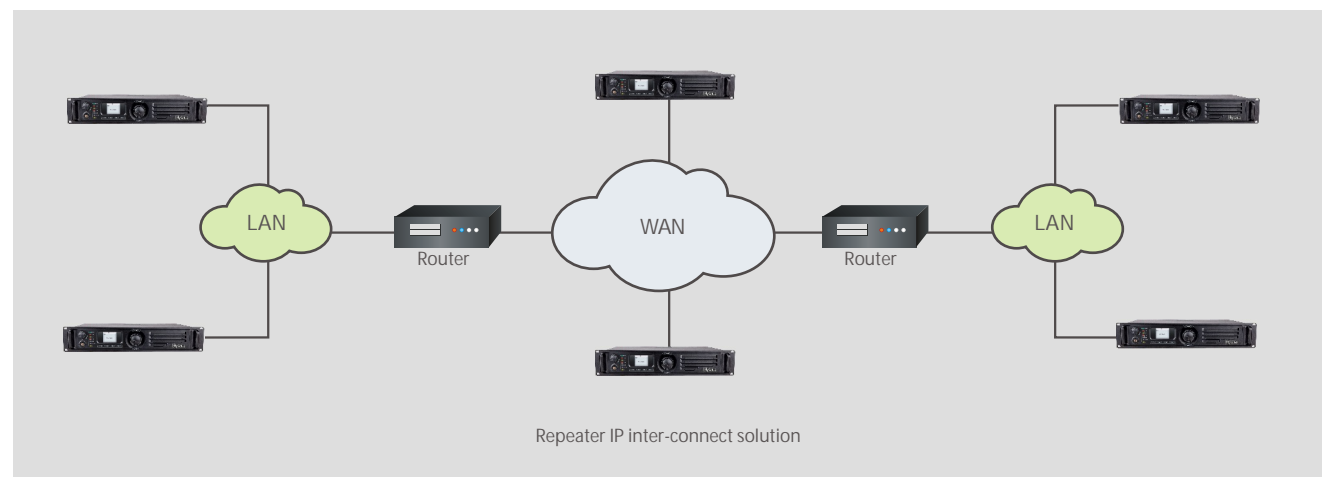 LAN
WAN
LAN
Router
Router
Repeater IP inter-connect solution